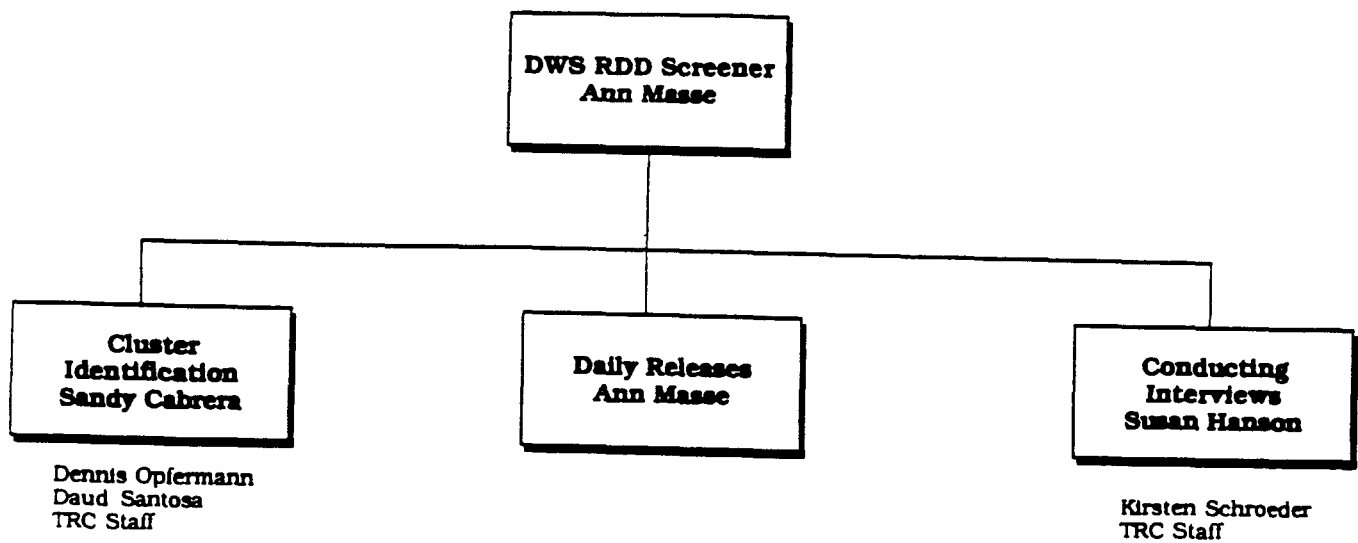 DWS RDD Screener
Ann Masse
Cluster
Identification
Sandy Cabrera
Daily Releases
Ann Masse
Conducting
Interviews
Susan Hanson
Dennis Opfermann
Daud Santosa
TRC Staff
Kirsten Schroeder
TRC Staff